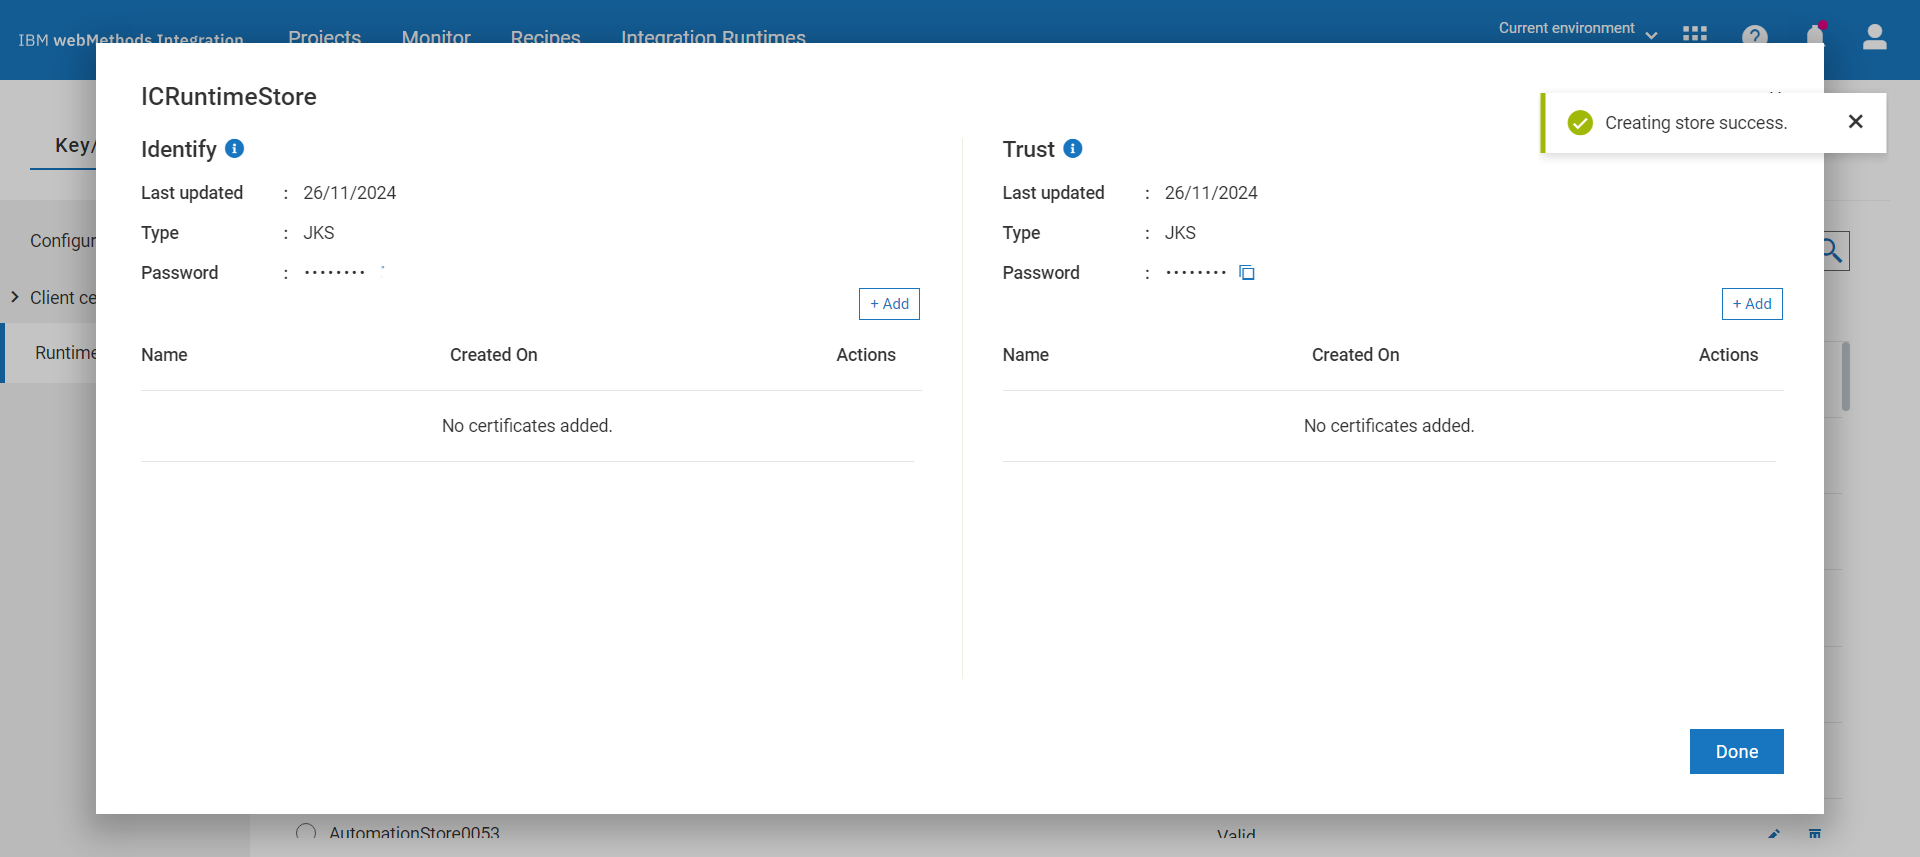 IBM webMethods Integration
Projects
Monitor
Recipes
Integration Runtimes
Current environment
ICRuntimeStore
Creating store success.
Key/
Identify
Last updated : 26/11/2024
Type : JKS
Password : ••••••••
+ Add
Name Created On Actions
No certificates added.
Trust
Last updated : 26/11/2024
Type : JKS
Password : ••••••••
+ Add
Name Created On Actions
No certificates added.
Configur
Client ce
Runtime
Done
AutomationStore0053
Valid